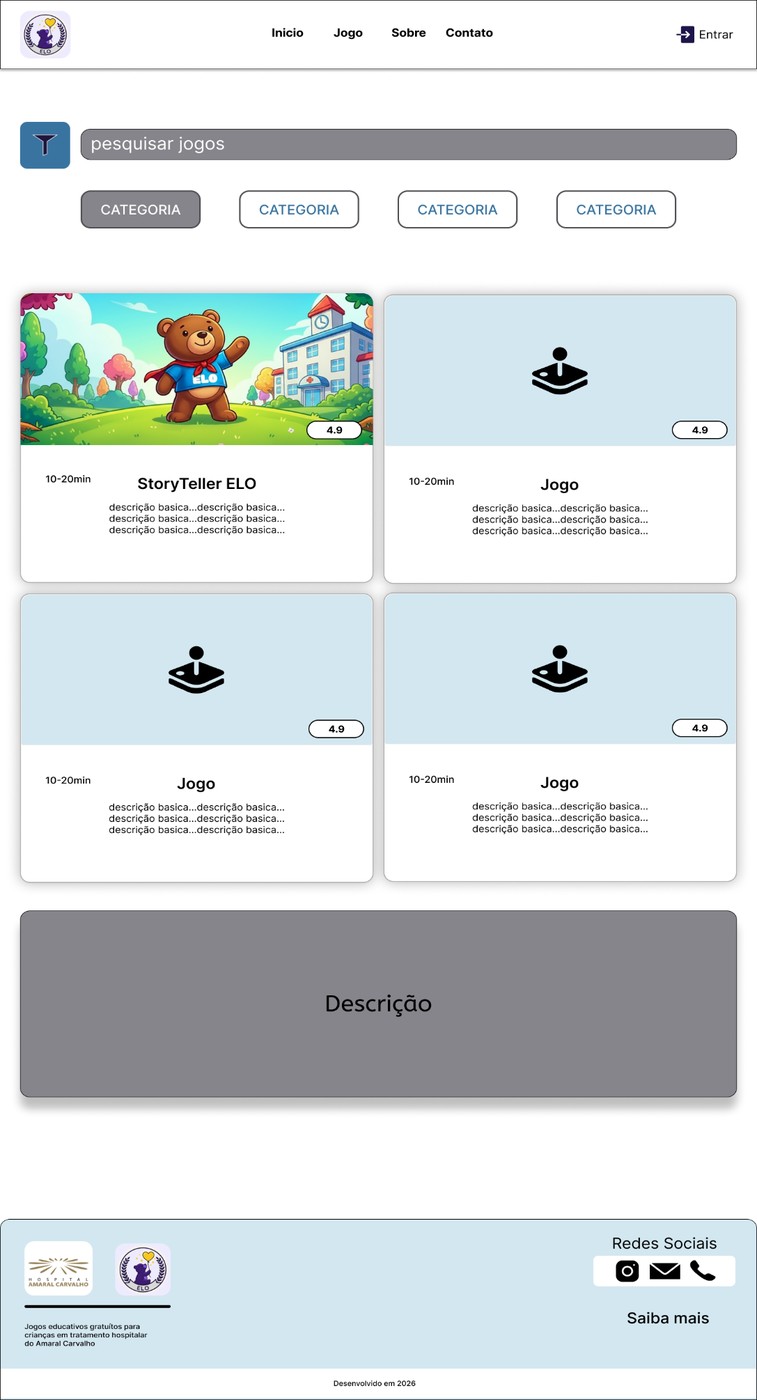 ELO
Inicio
Jogo
Sobre
Contato
Entrar
pesquisar jogos
CATEGORIA
CATEGORIA
CATEGORIA
CATEGORIA
ELO
4.9
10-20min
StoryTeller ELO
descrição basica...descrição basica...
descrição basica...descrição basica...
descrição basica...descrição basica...
4.9
10-20min
Jogo
descrição basica...descrição basica...
descrição basica...descrição basica...
descrição basica...descrição basica...
4.9
10-20min
Jogo
descrição basica...descrição basica...
descrição basica...descrição basica...
descrição basica...descrição basica...
4.9
10-20min
Jogo
descrição basica...descrição basica...
descrição basica...descrição basica...
descrição basica...descrição basica...
Descrição
HOSPITAL
AMARAL CARVALHO
ELO
Jogos educativos gratuítos para
crianças em tratamento hospitalar
do Amaral Carvalho
Redes Sociais
Saiba mais
Desenvolvido em 2026